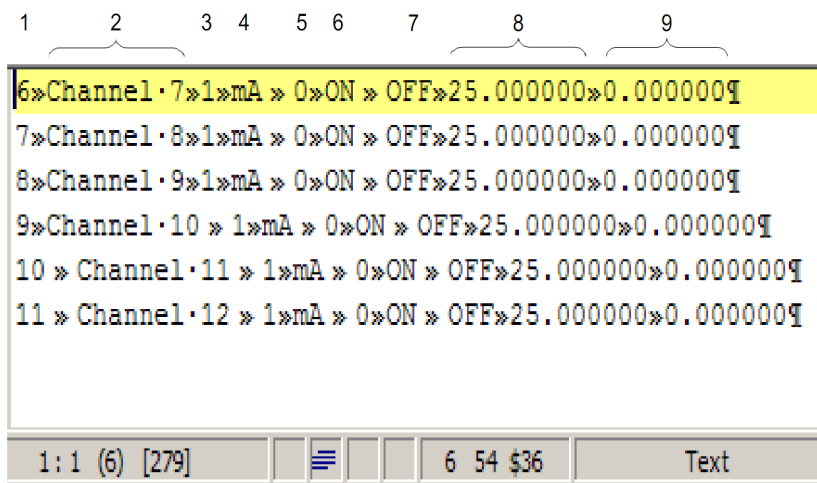 1 2 3 4 5 6 7 8 9
6»Channel·7»1»mA » 0»ON » OFF»25.000000»0.000000¶
7»Channel·8»1»mA » 0»ON » OFF»25.000000»0.000000¶
8»Channel·9»1»mA » 0»ON » OFF»25.000000»0.000000¶
9»Channel·10 » 1»mA » 0»ON » OFF»25.000000»0.000000¶
10 » Channel·11 » 1»mA » 0»ON » OFF»25.000000»0.000000¶
11 » Channel·12 » 1»mA » 0»ON » OFF»25.000000»0.000000¶
1:1 (6) [279] 6 54 $36 Text